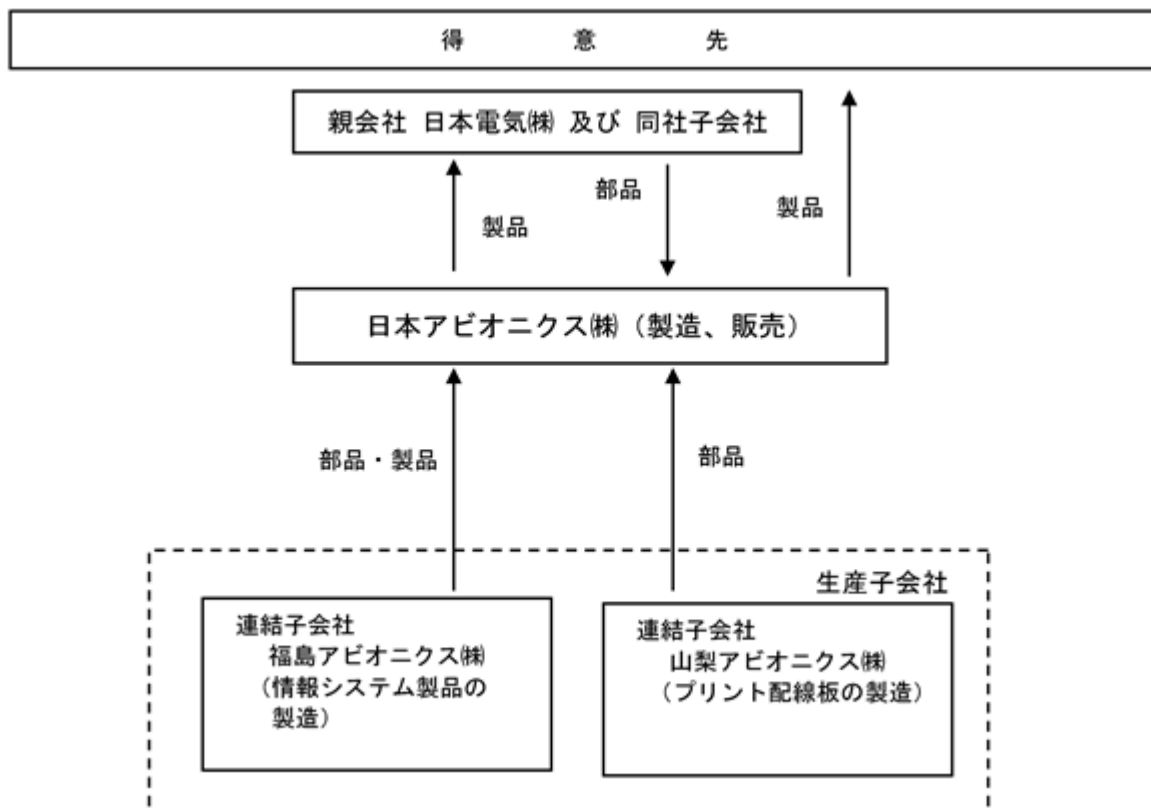 得意先
親会社 日本電気㈱ 及び 同社子会社
部品
製品
製品
日本アビオニクス㈱（製造、販売）
部品・製品
部品
生産子会社
連結子会社
福島アビオニクス㈱
（情報システム製品の
製造）
連結子会社
山梨アビオニクス㈱
（プリント配線板の製造）